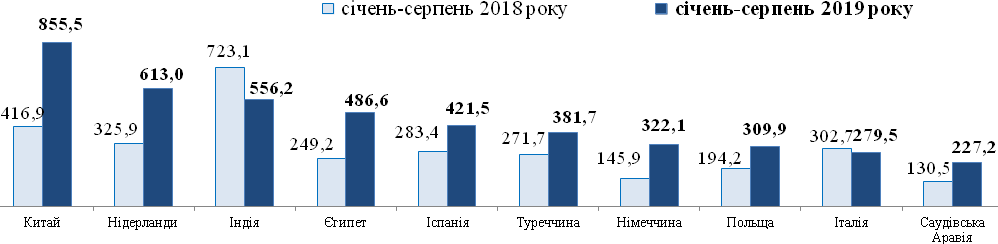 січень-серпень 2018 року
січень-серпень 2019 року
416,9
855,5
325,9
613,0
723,1
556,2
249,2
486,6
283,4
421,5
271,7
381,7
145,9
322,1
194,2
309,9
302,7
279,5
130,5
227,2
Китай
Нідерланди
Індія
Єгипет
Іспанія
Туреччина
Німеччина
Польща
Італія
Саудівська
Аравія